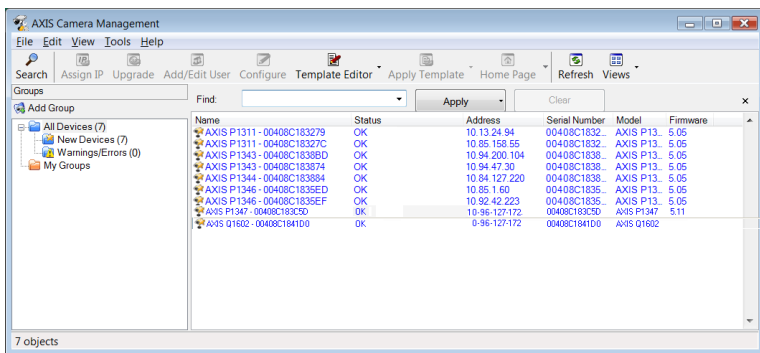 AXIS Camera Management
File Edit View Tools Help
Search Assign IP Upgrade Add/Edit User Configure Template Editor Apply Template Home Page Refresh Views
Groups
Add Group
All Devices (7)
New Devices (7)
Warnings/Errors (0)
My Groups
Find: Apply Clear x
Name Status Address Serial Number Model Firmware
AXIS P1311 - 00408C183279 OK 10.13.24.94 00408C1832... AXIS P13... 5.05
AXIS P1311 - 00408C18327C OK 10.85.158.55 00408C1832... AXIS P13... 5.05
AXIS P1343 - 00408C1838BD OK 10.94.200.104 00408C1838... AXIS P13... 5.05
AXIS P1343 - 00408C183874 OK 10.94.47.30 00408C1838... AXIS P13... 5.05
AXIS P1344 - 00408C183884 OK 10.84.127.220 00408C1838... AXIS P13... 5.05
AXIS P1346 - 00408C1835ED OK 10.85.1.60 00408C1835... AXIS P13... 5.05
AXIS P1346 - 00408C1835EF OK 10.92.42.223 00408C1835... AXIS P13... 5.05
AXIS P1347 - 00408C183C5D OK 10-96-127-172 00408C183C5D AXIS P1347 5.11
AXIS Q1602 - 00408C1841D0 OK 0-96-127-172 00408C1841D0 AXIS Q1602
7 objects